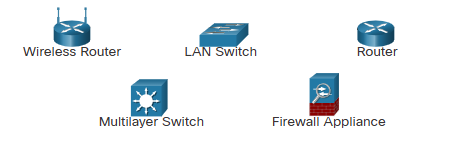 Wireless Router
LAN Switch
Router
Multilayer Switch
Firewall Appliance